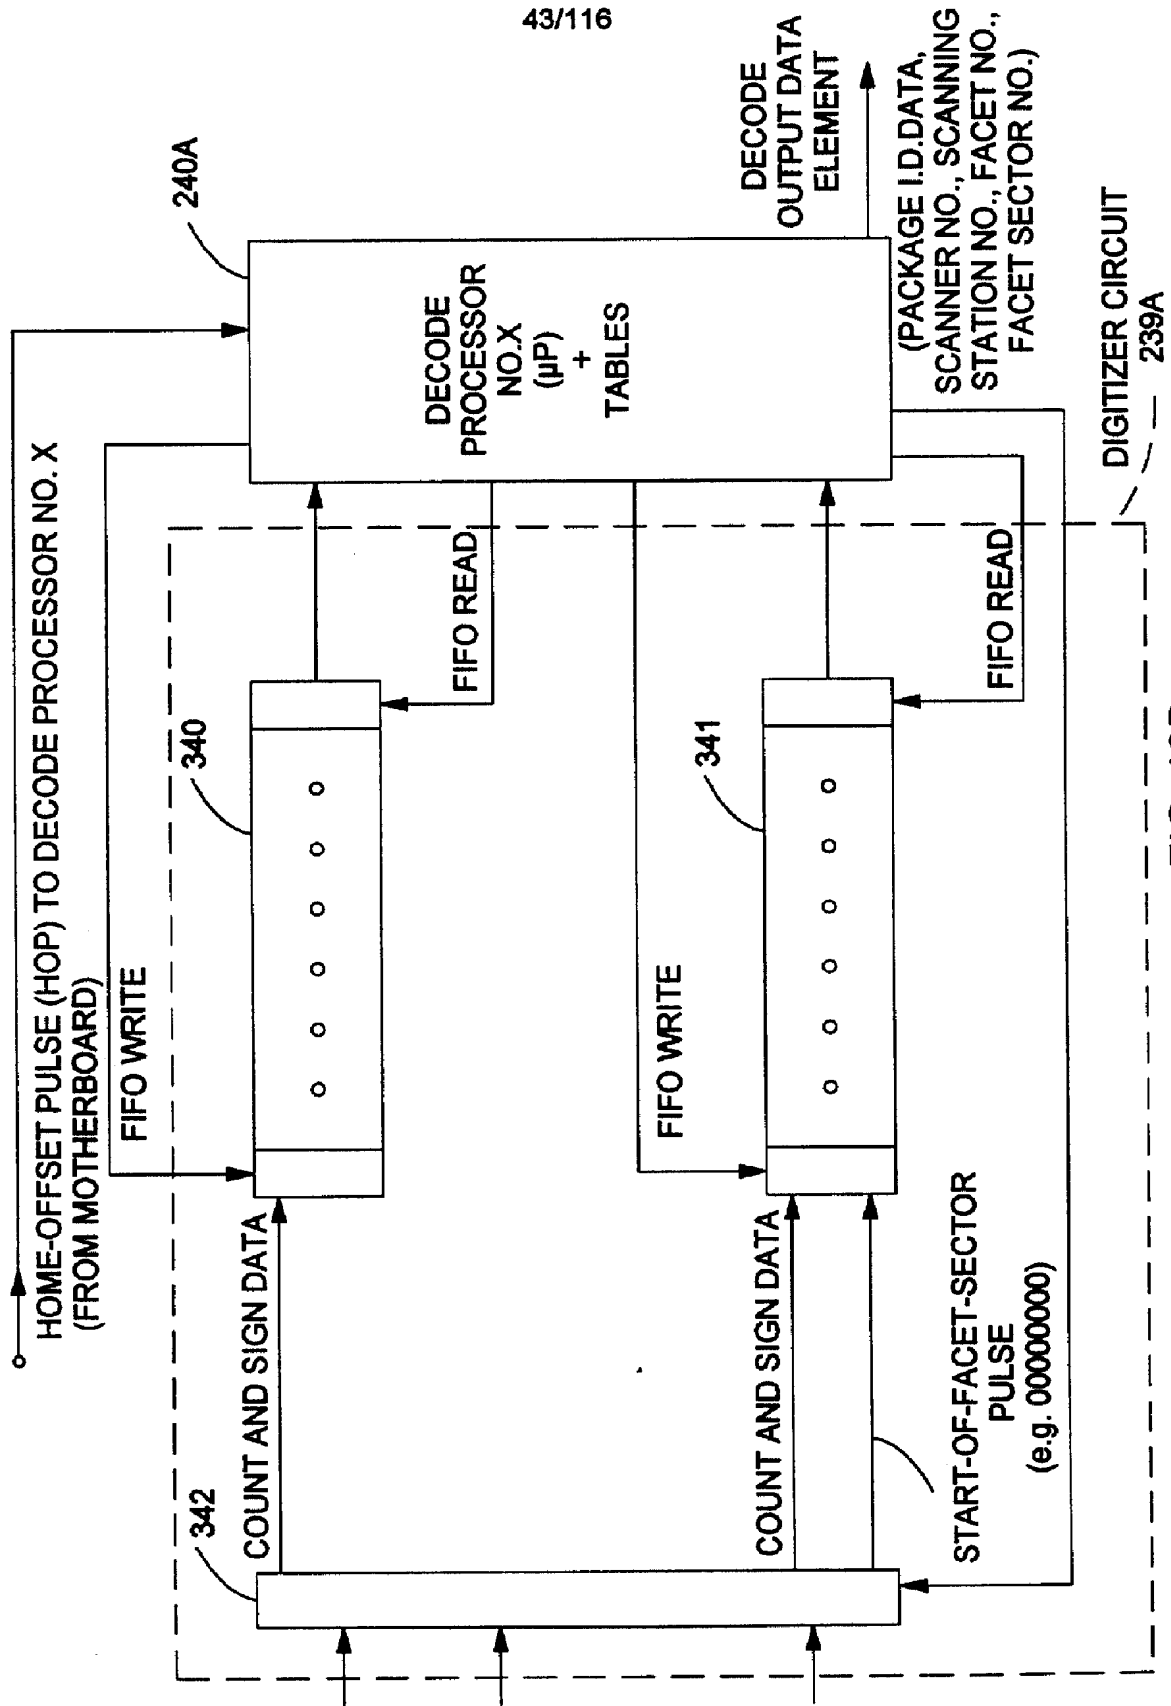 43/116
HOME-OFFSET PULSE (HOP) TO DECODE PROCESSOR NO. X
(FROM MOTHERBOARD)
FIFO WRITE
240A
340
342
COUNT AND SIGN DATA
FIFO READ
DECODE
PROCESSOR
NO.X
(µP)
+
TABLES
DECODE
OUTPUT DATA
ELEMENT
(PACKAGE I.D.DATA,
SCANNER NO., SCANNING
STATION NO., FACET NO.,
FACET SECTOR NO.)
FIFO WRITE
341
COUNT AND SIGN DATA
FIFO READ
START-OF-FACET-SECTOR
PULSE
(e.g. 00000000)
DIGITIZER CIRCUIT
239A